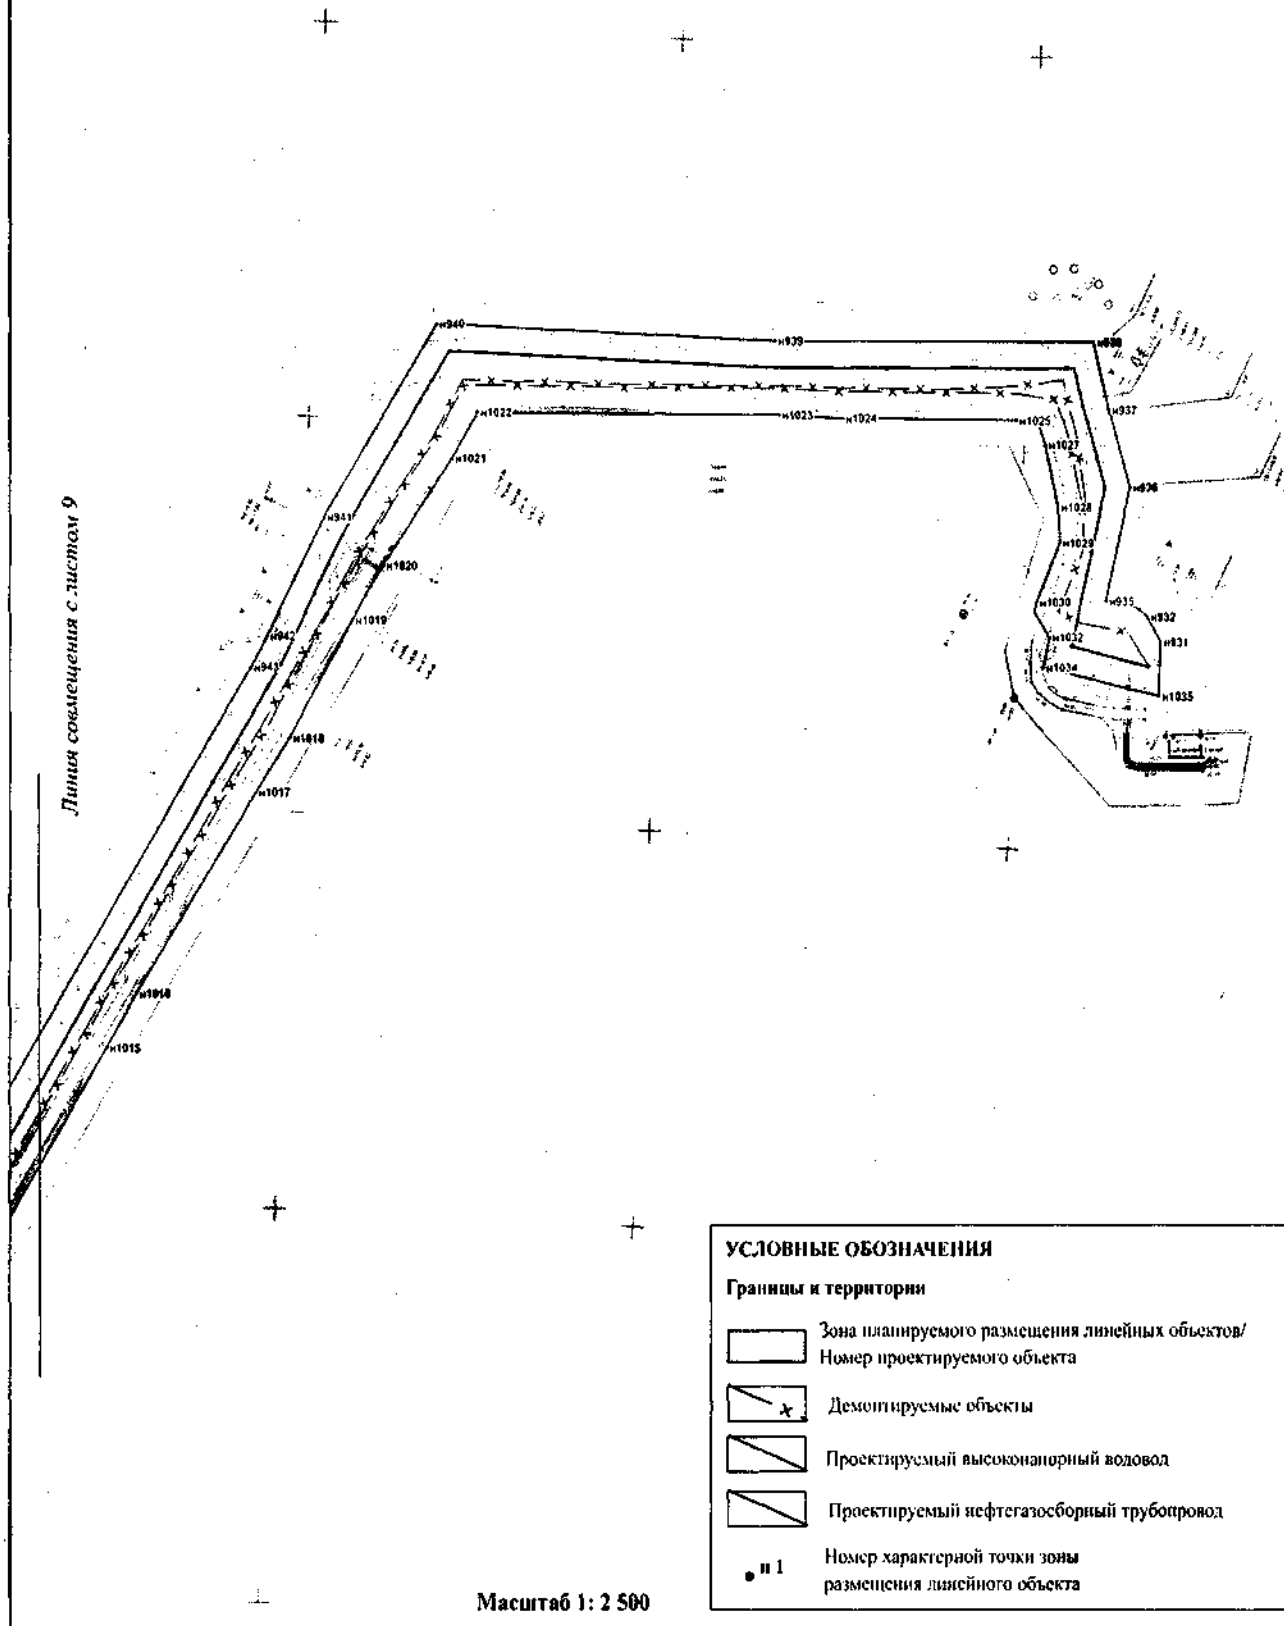 н940
н939
н938
н937
н1022
н1023
н1024
н1025
н1027
н1021
н936
н1028
н941
н1029
н1020
н935
н1030
н932
н1019
н942
н1032
н931
н943
н1034
н1035
н1018
н1017
н1016
н1015
Линия совмещения с листом 9
УСЛОВНЫЕ ОБОЗНАЧЕНИЯ
Границы и территории
Зона планируемого размещения линейных объектов/
Номер проектируемого объекта
Демонтируемые объекты
Проектируемый высоконапорный водовод
Проектируемый нефтегазосборный трубопровод
н 1
Номер характерной точки зоны
размещения линейного объекта
Масштаб 1: 2 500